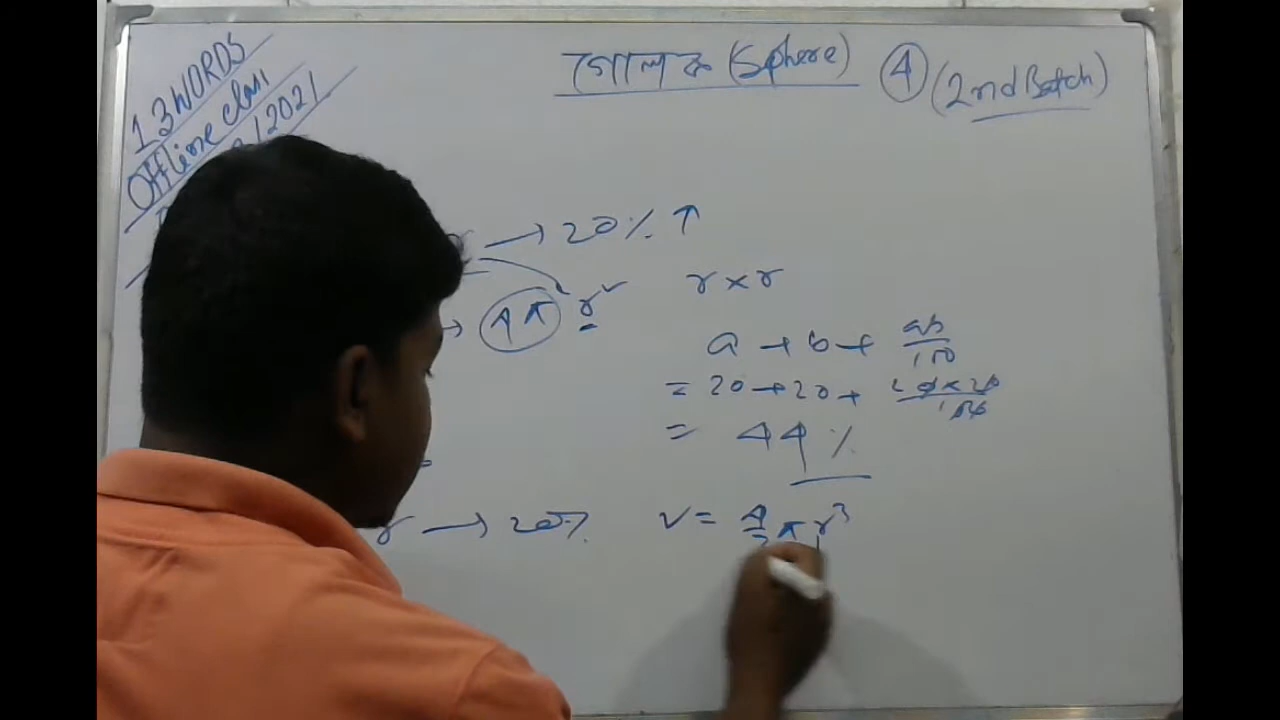 গোলক (Sphere) ④ (2nd Batch)
13 WORDS
Offline class
/2021
r → 20% ↑
→ 4π r²
r × r
a + b + ab/100
= 20 + 20 + 20×20/100
= 44%
r → 20%
V = 4/3 π r³